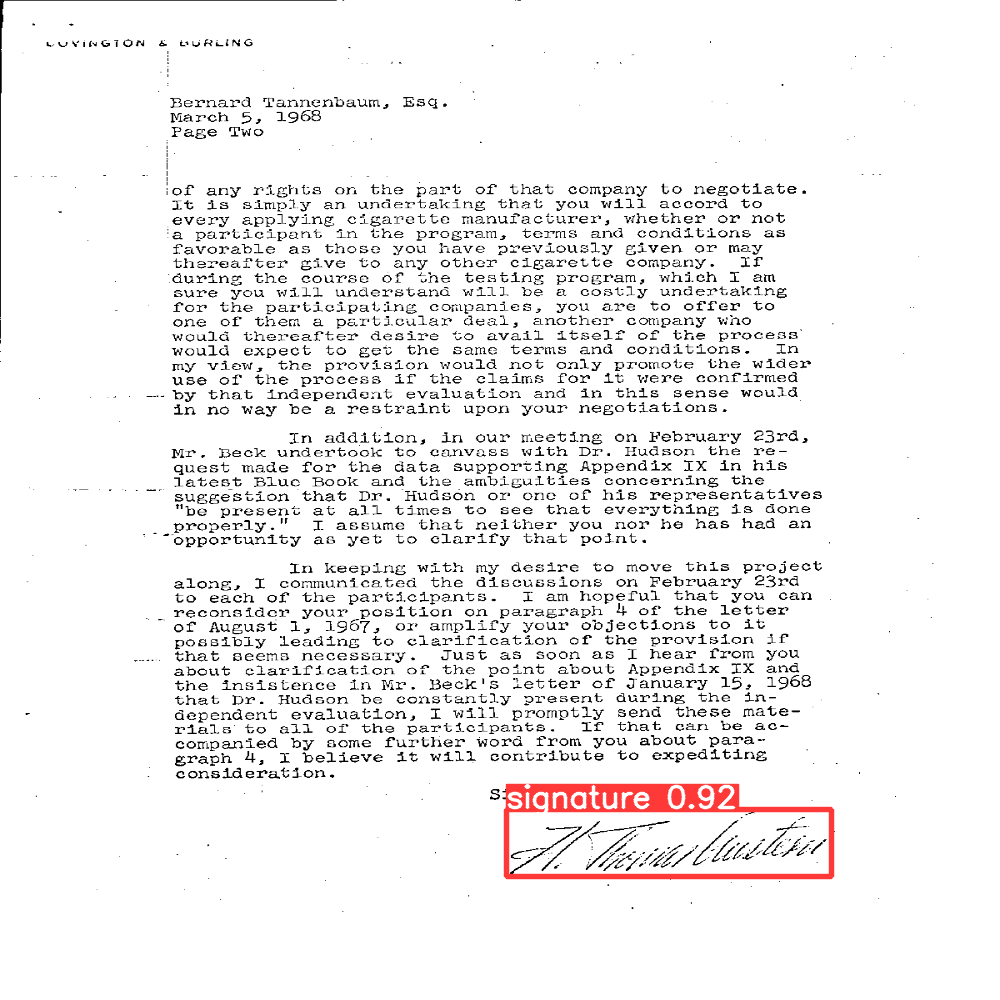 COVINGTON & BURLING
Bernard Tannenbaum, Esq.
March 5, 1968
Page Two
of any rights on the part of that company to negotiate.
It is simply an undertaking that you will accord to
every applying cigarette manufacturer, whether or not
a participant in the program, terms and conditions as
favorable as those you have previously given or may
thereafter give to any other cigarette company. If
during the course of the testing program, which I am
sure you will understand will be a costly undertaking
for the participating companies, you are to offer to
one of them a particular deal, another company who
would thereafter desire to avail itself of the process
would expect to get the same terms and conditions. In
my view, the provision would not only promote the wider
use of the process if the claims for it were confirmed
by that independent evaluation and in this sense would
in no way be a restraint upon your negotiations.
In addition, in our meeting on February 23rd,
Mr. Beck undertook to canvass with Dr. Hudson the re-
quest made for the data supporting Appendix IX in his
latest Blue Book and the ambiguities concerning the
suggestion that Dr. Hudson or one of his representatives
"be present at all times to see that everything is done
properly." I assume that neither you nor he has had an
opportunity as yet to clarify that point.
In keeping with my desire to move this project
along, I communicated the discussions on February 23rd
to each of the participants. I am hopeful that you can
reconsider your position on paragraph 4 of the letter
of August 1, 1967, or amplify your objections to it
possibly leading to clarification of the provision if
that seems necessary. Just as soon as I hear from you
about clarification of the point about Appendix IX and
the insistence in Mr. Beck's letter of January 15, 1968
that Dr. Hudson be constantly present during the in-
dependent evaluation, I will promptly send these mate-
rials to all of the participants. If that can be ac-
companied by some further word from you about para-
graph 4, I believe it will contribute to expediting
consideration.
signature 0.92
H. Thomas Austern